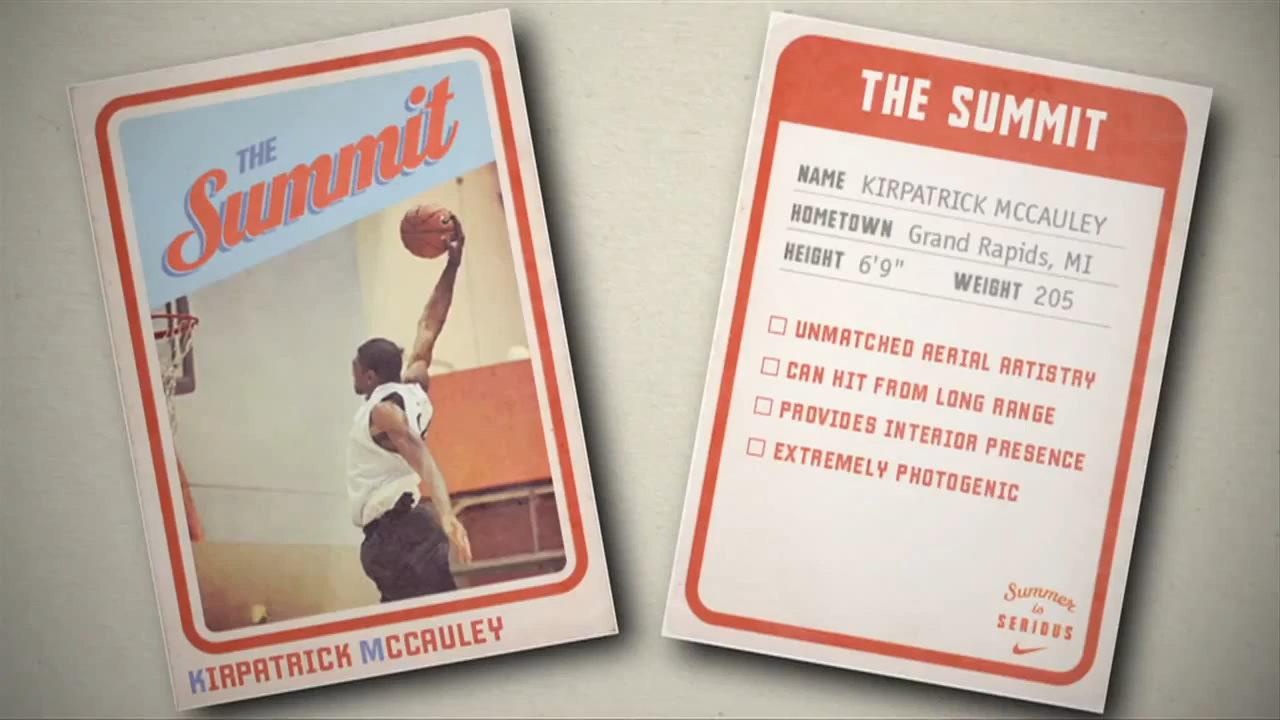 THE
Summit
KIRPATRICK MCCAULEY
THE SUMMIT
NAME KIRPATRICK MCCAULEY
HOMETOWN Grand Rapids, MI
HEIGHT 6'9" WEIGHT 205
UNMATCHED AERIAL ARTISTRY
CAN HIT FROM LONG RANGE
PROVIDES INTERIOR PRESENCE
EXTREMELY PHOTOGENIC
Summer
is
SERIOUS